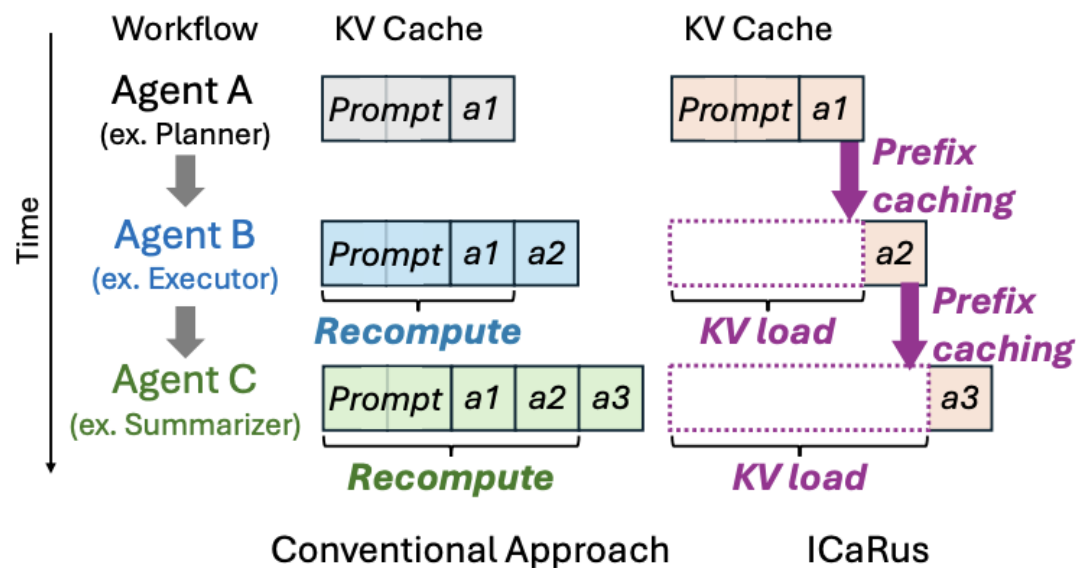 Workflow
KV Cache
KV Cache
Time
Agent A
(ex. Planner)
Prompt a1
Prompt a1
Prefix
caching
Agent B
(ex. Executor)
Prompt a1 a2
a2
Recompute
KV load
Prefix
caching
Agent C
(ex. Summarizer)
Prompt a1 a2 a3
a3
Recompute
KV load
Conventional Approach
ICaRus